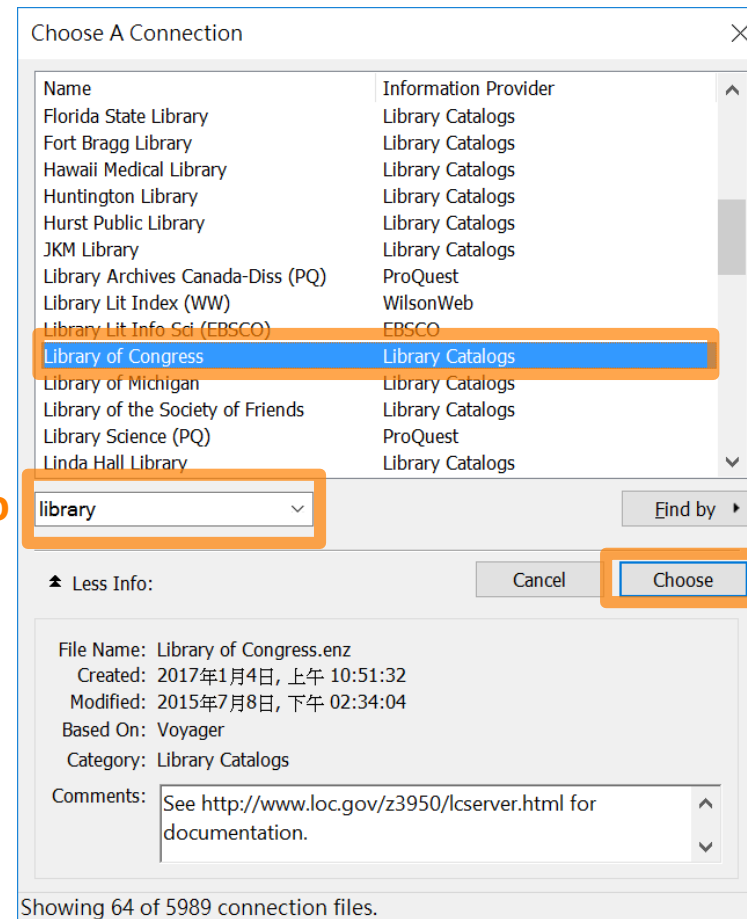 Choose A Connection
Name Information Provider
Florida State Library Library Catalogs
Fort Bragg Library Library Catalogs
Hawaii Medical Library Library Catalogs
Huntington Library Library Catalogs
Hurst Public Library Library Catalogs
JKM Library Library Catalogs
Library Archives Canada-Diss (PQ) ProQuest
Library Lit Index (WW) WilsonWeb
Library Lit Info Sci (EBSCO) EBSCO
Library of Congress Library Catalogs
Library of Michigan Library Catalogs
Library of the Society of Friends Library Catalogs
Library Science (PQ) ProQuest
Linda Hall Library Library Catalogs
library Find by
Less Info: Cancel Choose
File Name: Library of Congress.enz
Created: 2017年1月4日, 上午 10:51:32
Modified: 2015年7月8日, 下午 02:34:04
Based On: Voyager
Category: Library Catalogs
Comments: See http://www.loc.gov/z3950/lcserver.html for
documentation.
Showing 64 of 5989 connection files.